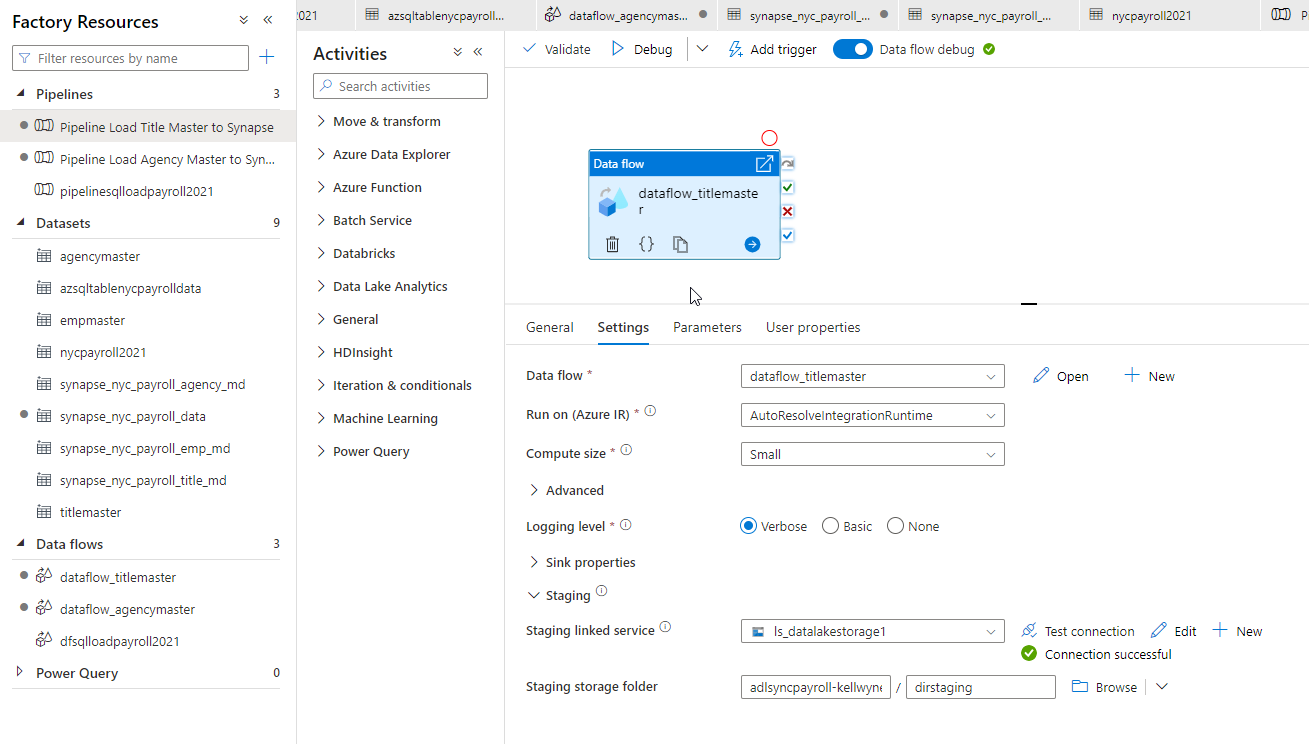 Factory Resources
Filter resources by name
Pipelines 3
Pipeline Load Title Master to Synapse
Pipeline Load Agency Master to Syn...
pipelinesqlloadpayroll2021
Datasets 9
agencymaster
azsqltablenycpayrolldata
empmaster
nycpayroll2021
synapse_nyc_payroll_agency_md
synapse_nyc_payroll_data
synapse_nyc_payroll_emp_md
synapse_nyc_payroll_title_md
titlemaster
Data flows 3
dataflow_titlemaster
dataflow_agencymaster
dfsqlloadpayroll2021
Power Query 0
2021
azsqltablenycpayroll...
dataflow_agencymas...
synapse_nyc_payroll_...
synapse_nyc_payroll_...
nycpayroll2021
P
Activities
Search activities
Move & transform
Azure Data Explorer
Azure Function
Batch Service
Databricks
Data Lake Analytics
General
HDInsight
Iteration & conditionals
Machine Learning
Power Query
Validate Debug Add trigger Data flow debug
Data flow
dataflow_titlemaste
r
General Settings Parameters User properties
Data flow * dataflow_titlemaster Open New
Run on (Azure IR) * AutoResolveIntegrationRuntime
Compute size * Small
Advanced
Logging level * Verbose Basic None
Sink properties
Staging
Staging linked service ls_datalakestorage1 Test connection Edit New
Connection successful
Staging storage folder adlsyncpayroll-kellwyne / dirstaging Browse